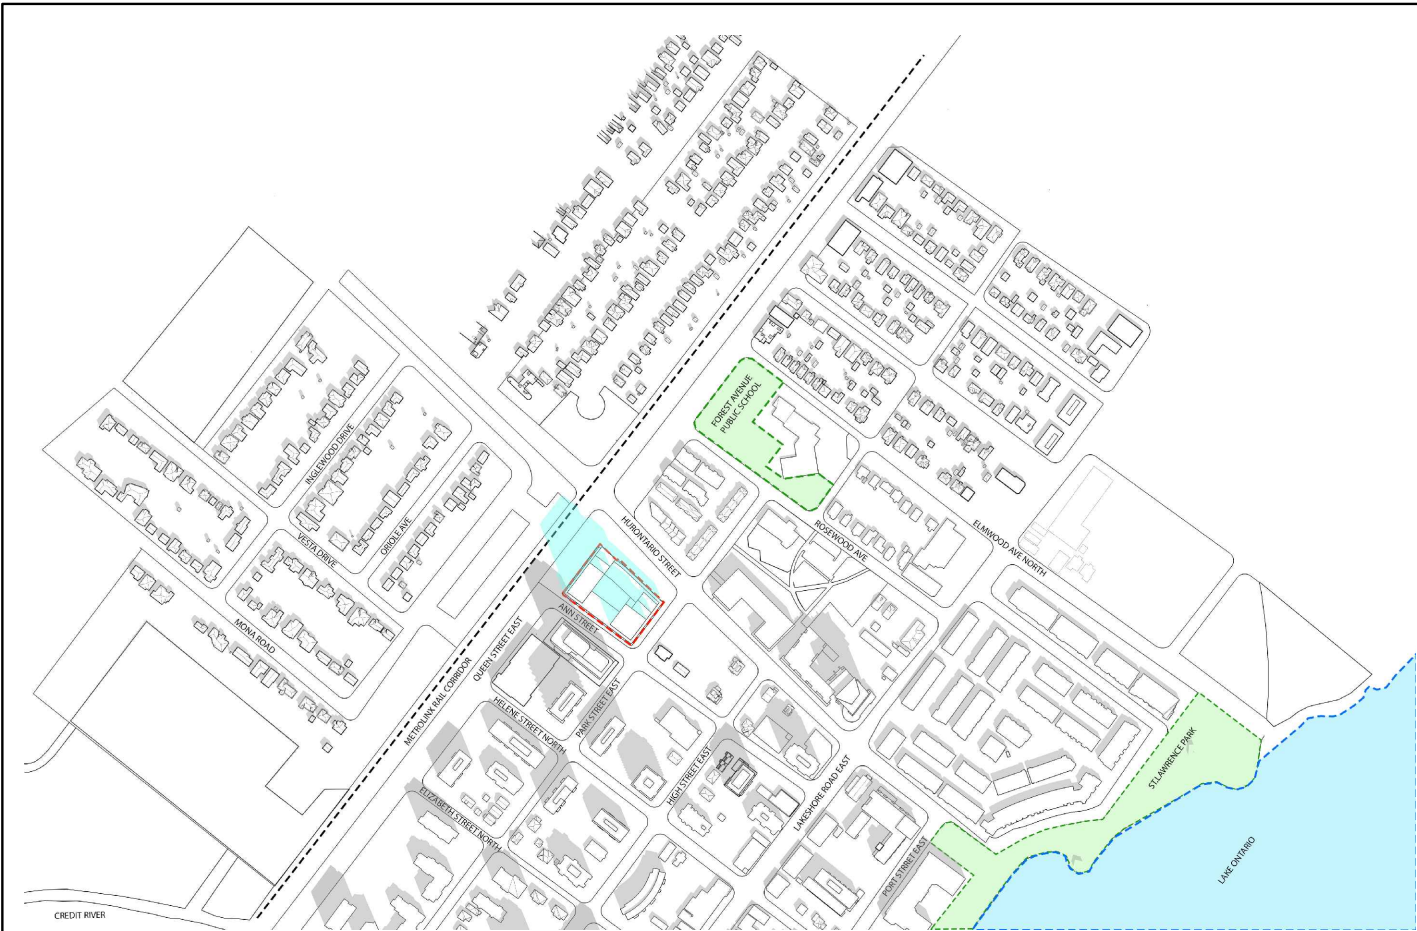 FOREST AVENUE
PUBLIC SCHOOL
INGLEWOOD DRIVE
VESTA DRIVE
ORIOLE AVE
MONA ROAD
HURONTARIO STREET
ROSEWOOD AVE
ELMWOOD AVE NORTH
ANN STREET
QUEEN STREET EAST
METROLINX RAIL CORRIDOR
HELENE STREET NORTH
PARK STREET EAST
HIGH STREET EAST
ELIZABETH STREET NORTH
LAKESHORE ROAD EAST
PORT STRRET EAST
ST.LAWRENCE PARK
LAKE ONTARIO
CREDIT RIVER